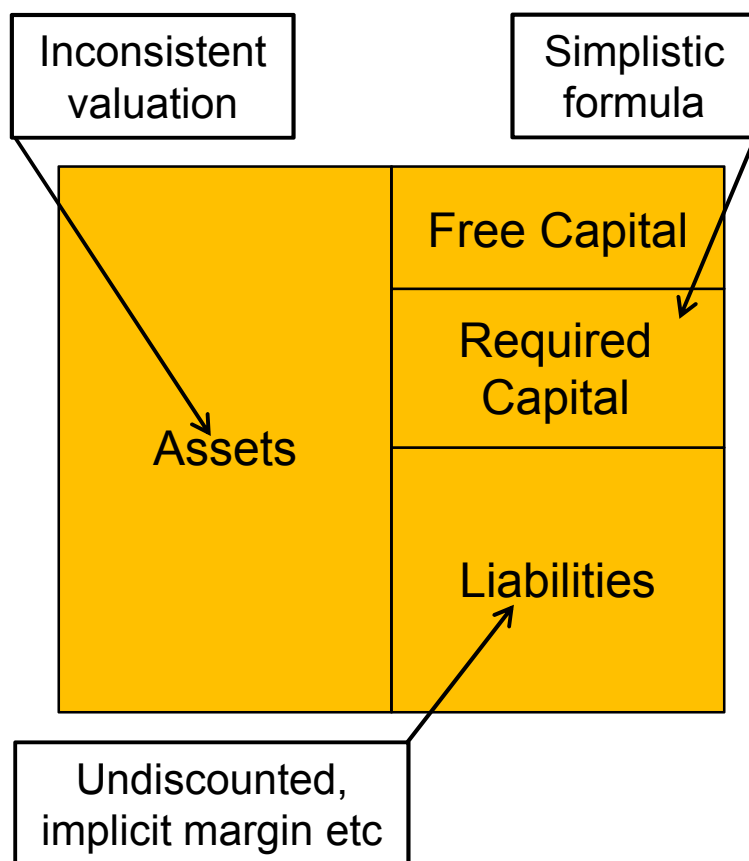 Inconsistent
valuation
Simplistic
formula
Free Capital
Required
Capital
Assets
Liabilities
Undiscounted,
implicit margin etc